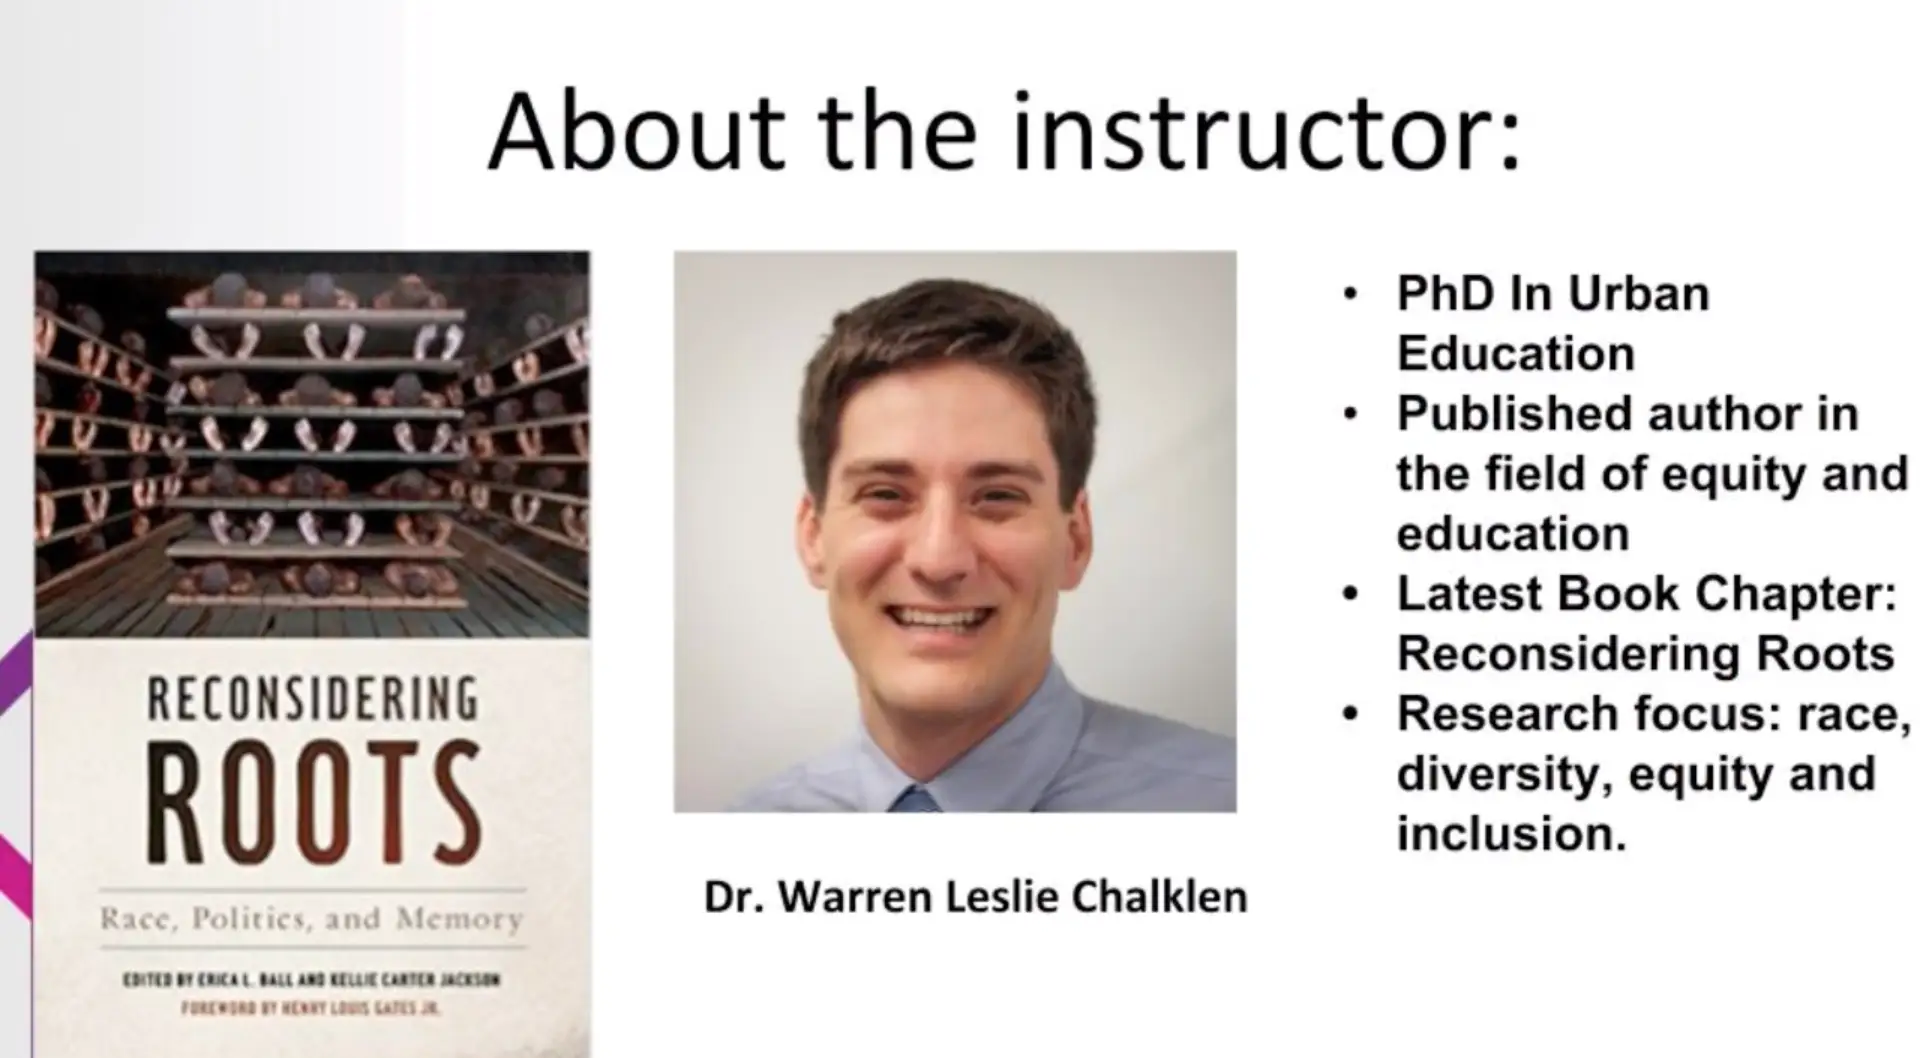 About the instructor:
RECONSIDERING
ROOTS
Race, Politics, and Memory
EDITED BY ERICA L. BALL AND KELLIE CARTER JACKSON
FOREWORD BY HENRY LOUIS GATES JR.
Dr. Warren Leslie Chalklen
• PhD In Urban
Education
• Published author in
the field of equity and
education
• Latest Book Chapter:
Reconsidering Roots
• Research focus: race,
diversity, equity and
inclusion.